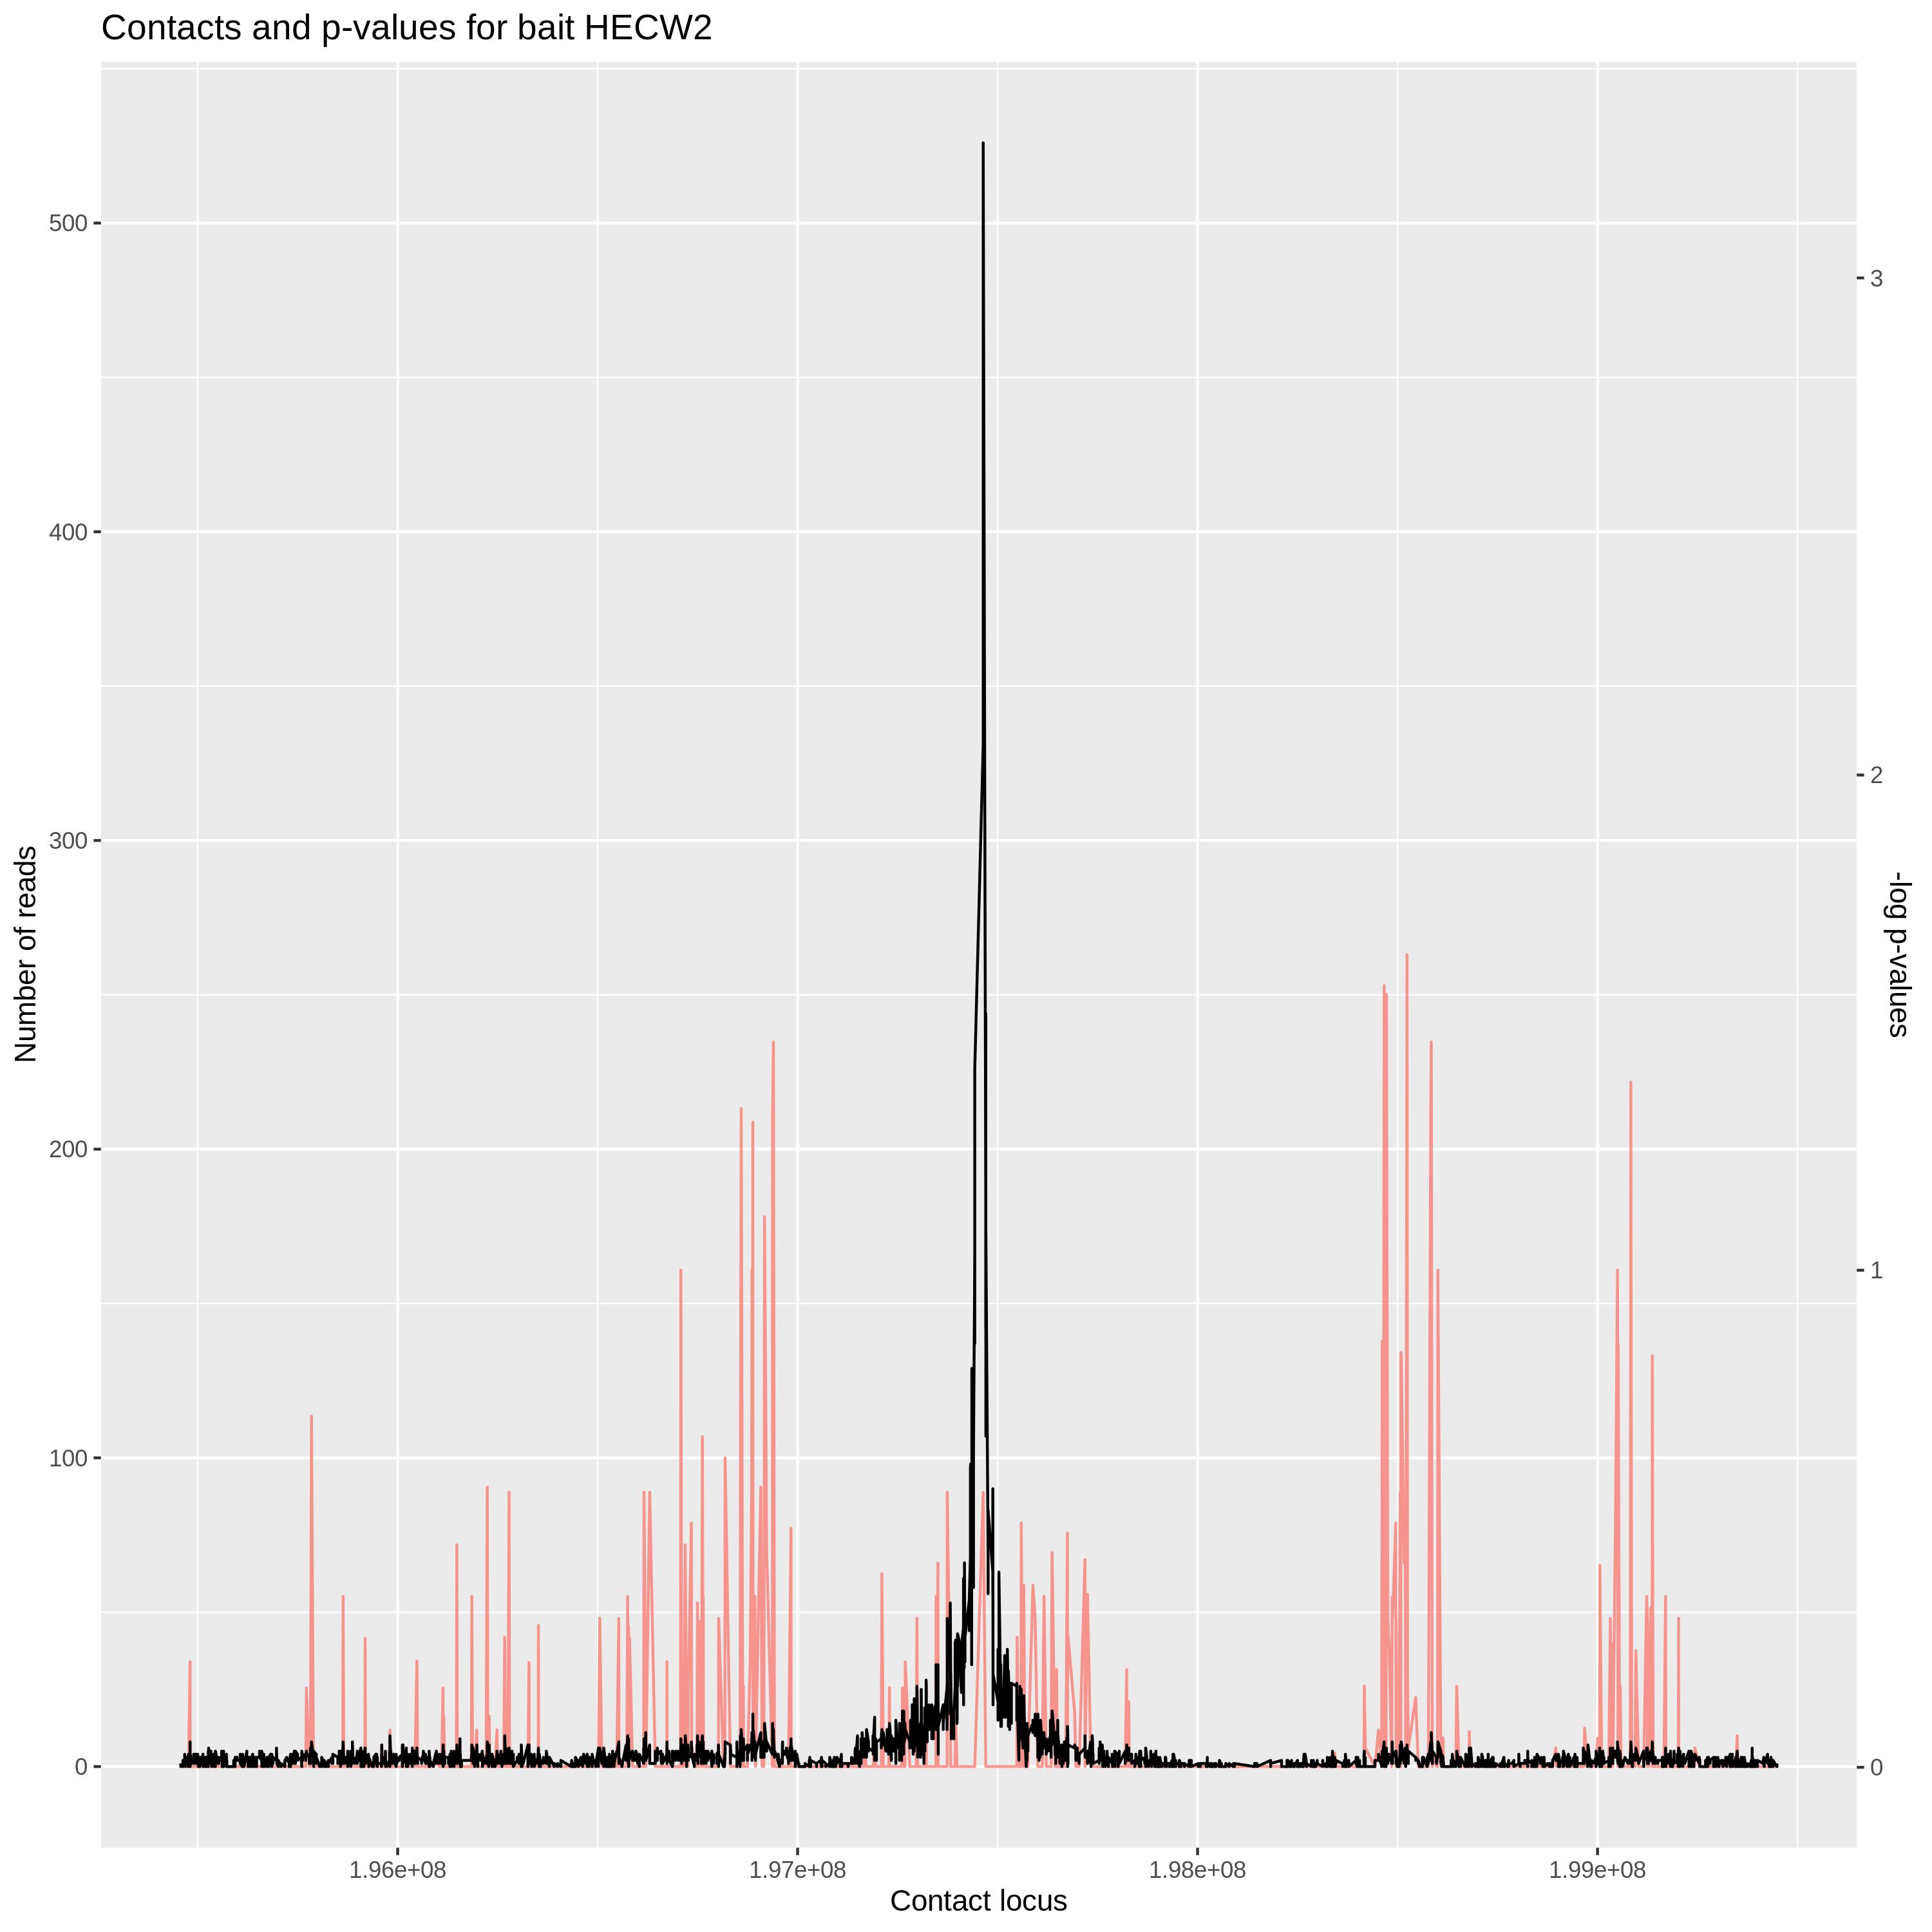 Contacts and p-values for bait HECW2
Number of reads
500
400
300
200
100
0
3
2
1
0
-log p-values
1.96e+08
1.97e+08
1.98e+08
1.99e+08
Contact locus